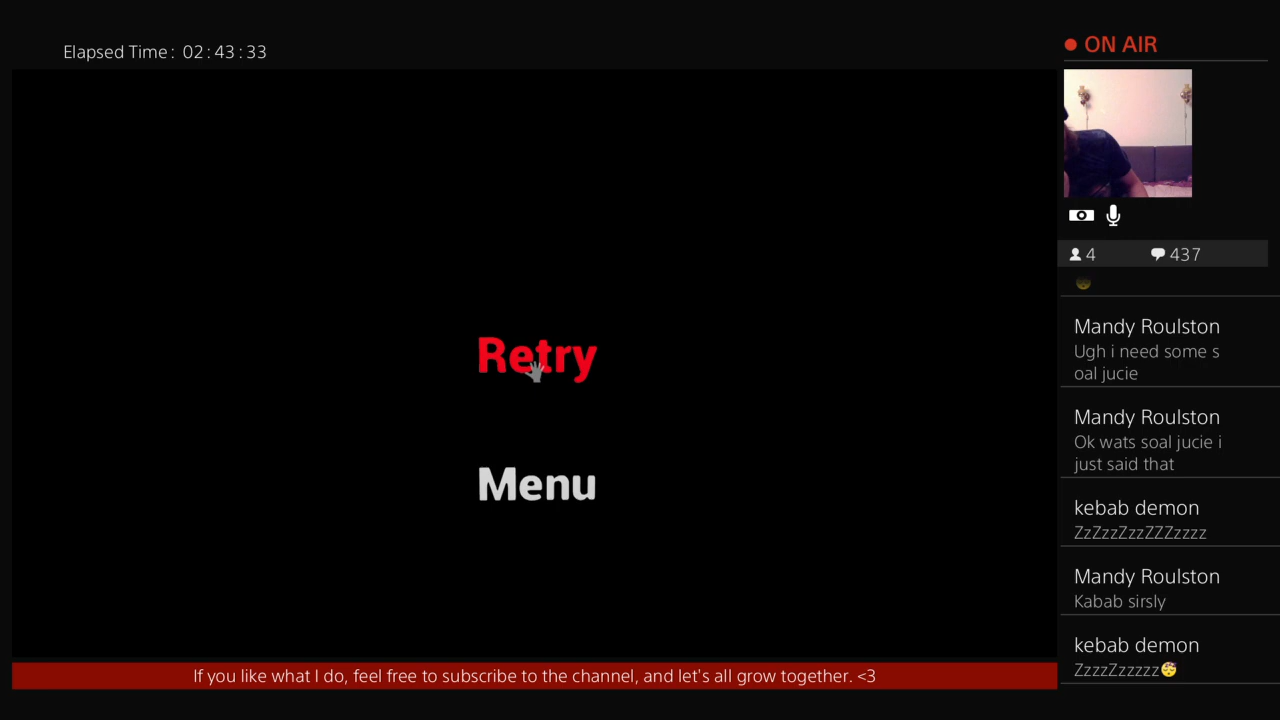 Elapsed Time: 02:43:33
ON AIR
4
437
Retry
Menu
Mandy Roulston
Ugh i need some s
oal jucie
Mandy Roulston
Ok wats soal jucie i
just said that
kebab demon
ZzZzzZzzZZZzzzz
Mandy Roulston
Kabab sirsly
kebab demon
ZzzzZzzzzz😴
If you like what I do, feel free to subscribe to the channel, and let's all grow together. <3